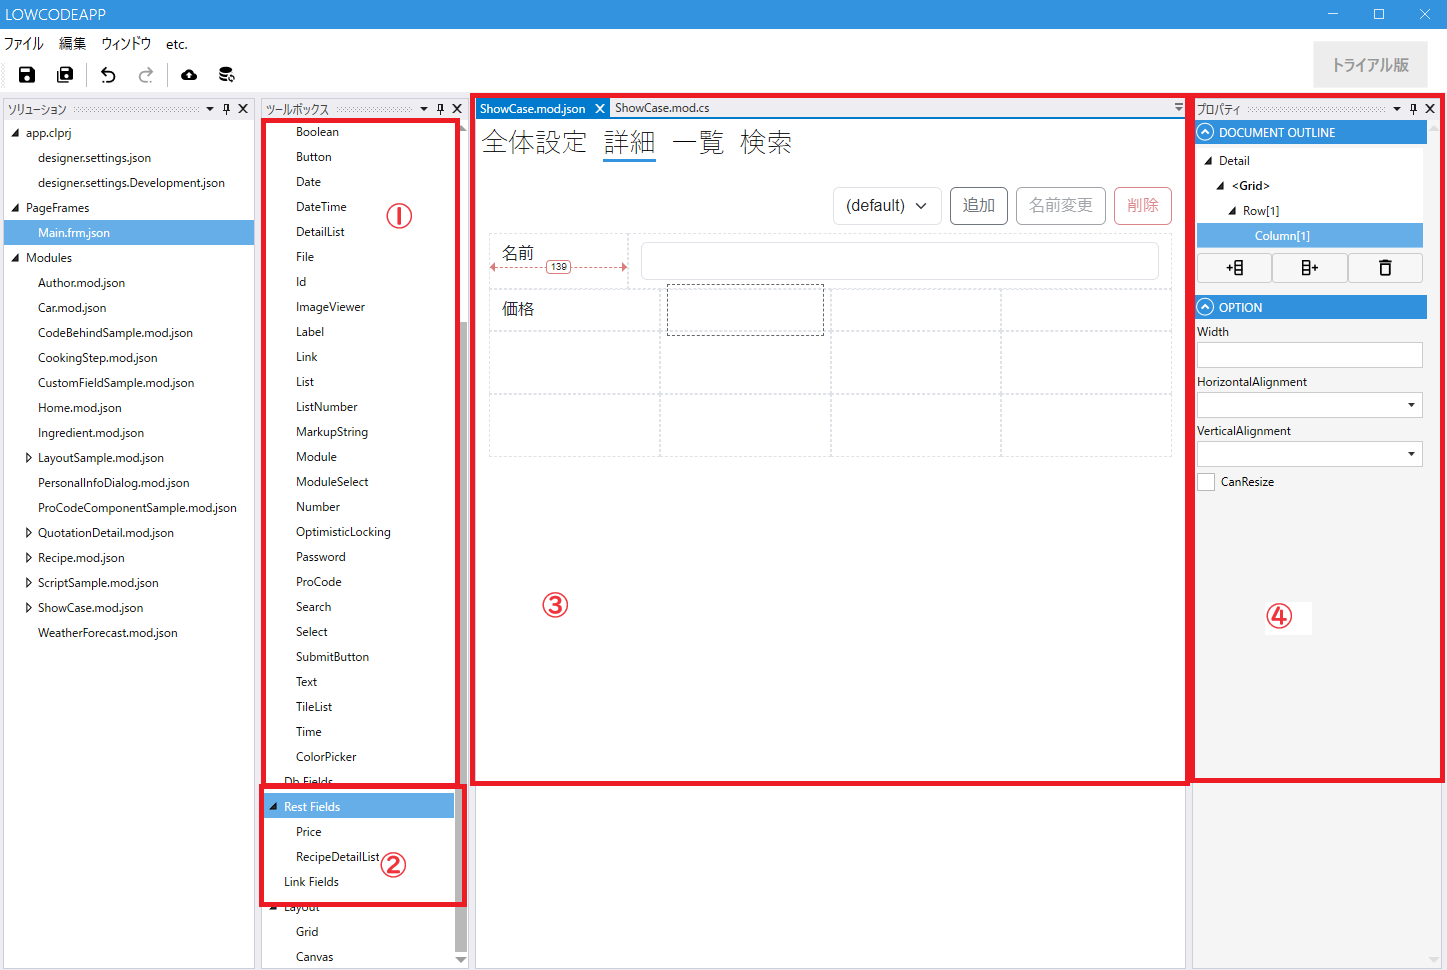 LOWCODEAPP
ファイル 編集 ウィンドウ etc.
トライアル版
ソリューション
app.clprj
designer.settings.json
designer.settings.Development.json
PageFrames
Main.frm.json
Modules
Author.mod.json
Car.mod.json
CodeBehindSample.mod.json
CookingStep.mod.json
CustomFieldSample.mod.json
Home.mod.json
Ingredient.mod.json
LayoutSample.mod.json
PersonalInfoDialog.mod.json
ProCodeComponentSample.mod.json
QuotationDetail.mod.json
Recipe.mod.json
ScriptSample.mod.json
ShowCase.mod.json
WeatherForecast.mod.json
ツールボックス
Boolean
Button
Date
DateTime
DetailList
File
Id
ImageViewer
Label
Link
List
ListNumber
MarkupString
Module
ModuleSelect
Number
OptimisticLocking
Password
ProCode
Search
Select
SubmitButton
Text
TileList
Time
ColorPicker
Db Fields
①
Rest Fields
Price
RecipeDetailList
②
Link Fields
Layout
Grid
Canvas
ShowCase.mod.json ShowCase.mod.cs
全体設定 詳細 一覧 検索
(default) 追加 名前変更 削除
名前
139
価格
③
プロパティ
DOCUMENT OUTLINE
Detail
<Grid>
Row[1]
Column[1]
OPTION
Width
HorizontalAlignment
VerticalAlignment
CanResize
④